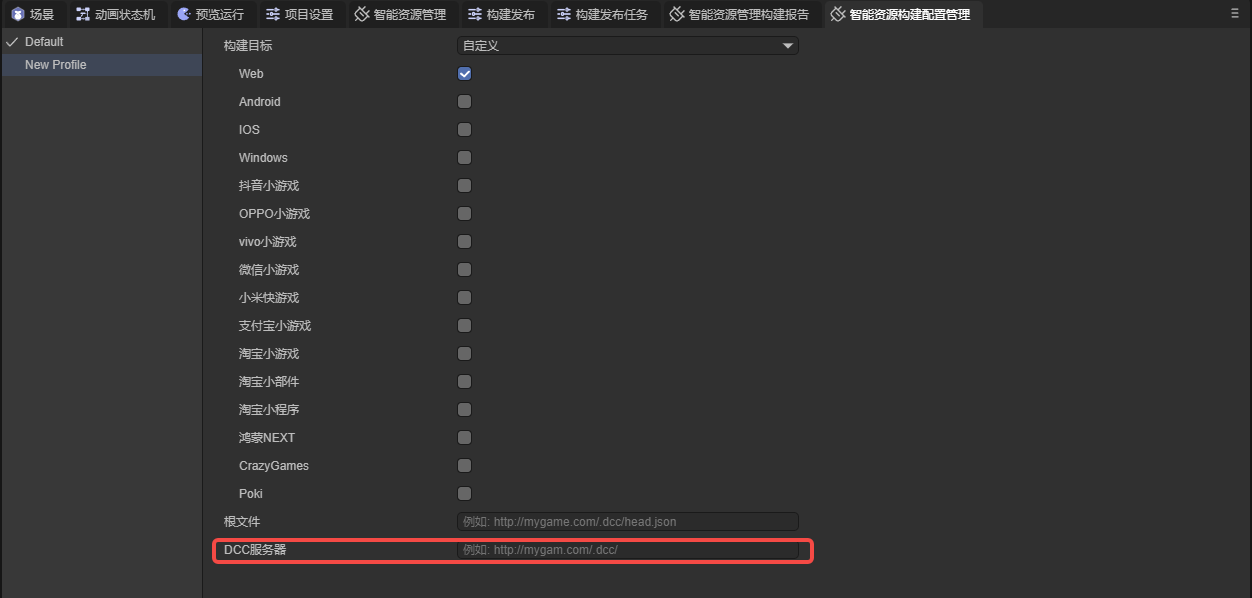 场景 动画状态机 预览运行 项目设置 智能资源管理 构建发布 构建发布任务 智能资源管理构建报告 智能资源构建配置管理
Default
New Profile
构建目标 自定义
Web
Android
IOS
Windows
抖音小游戏
OPPO小游戏
vivo小游戏
微信小游戏
小米快游戏
支付宝小游戏
淘宝小游戏
淘宝小部件
淘宝小程序
鸿蒙NEXT
CrazyGames
Poki
根文件 例如: http://mygame.com/.dcc/head.json
DCC服务器 例如: http://mygam.com/.dcc/